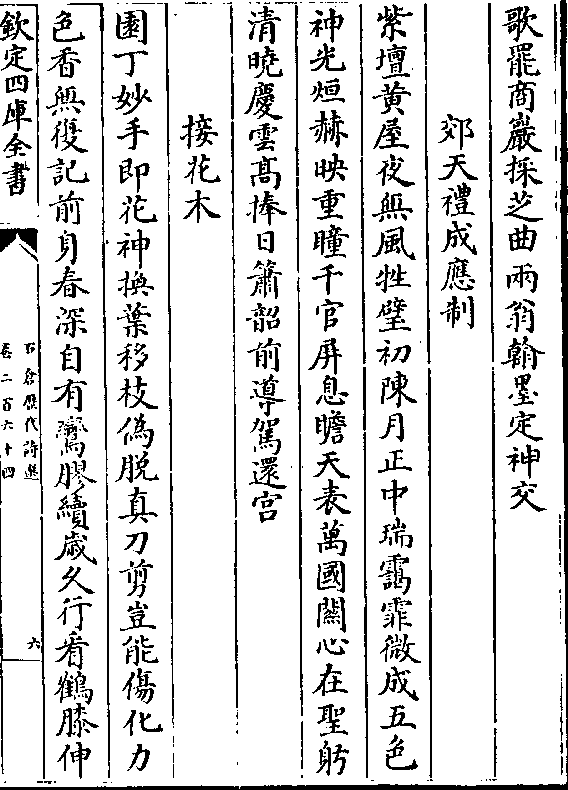 歌罷商巖採芝曲兩翁翰墨定神交
郊天禮成應制
紫壇黄屋夜無風牲璧初陳月正中瑞靄霏微成五色
神光烜赫映重瞳千官屏息瞻天表萬國闗心在聖躬
清曉慶雲髙捧日簫韶前導駕還宫
接花木
園丁妙手即花神換葉移枝偽脱真刀剪豈能傷化力
色香無復記前身春深自有鸞膠續歳久行看鶴膝伸
欽定四庫全書
石倉歴代詩選
卷二百六十四
六